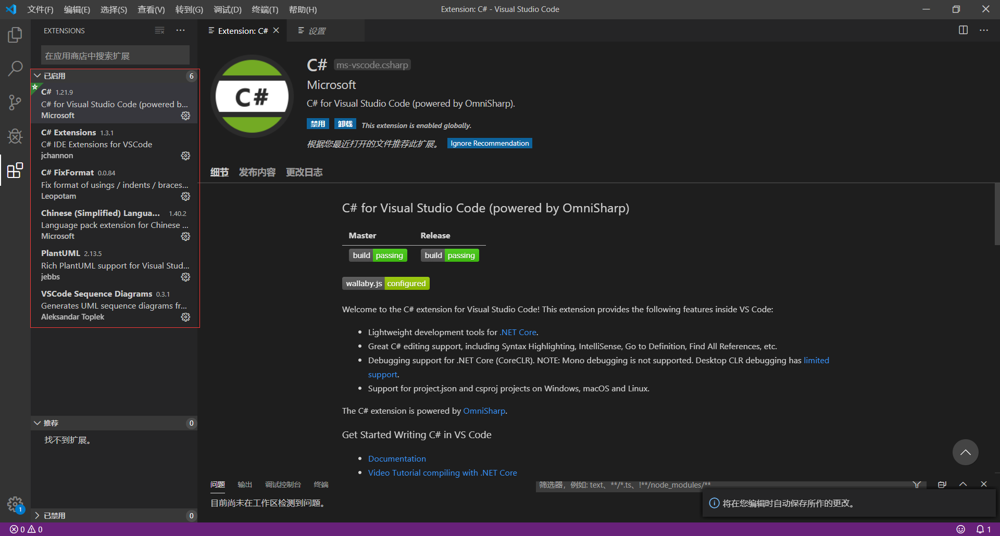 文件(F) 编辑(E) 选择(S) 查看(V) 转到(G) 调试(D) 终端(T) 帮助(H) Extension: C# - Visual Studio Code
EXTENSIONS
在应用商店中搜索扩展
已启用 6
C# 1.21.9
C# for Visual Studio Code (powered b...
Microsoft
C# Extensions 1.3.1
C# IDE Extensions for VSCode
jchannon
C# FixFormat 0.0.84
Fix format of usings / indents / braces...
Leopotam
Chinese (Simplified) Langua... 1.40.2
Language pack extension for Chinese ...
Microsoft
PlantUML 2.13.5
Rich PlantUML support for Visual Stud...
jebbs
VSCode Sequence Diagrams 0.3.1
Generates UML sequence diagrams fr...
Aleksandar Toplek
推荐 0
找不到扩展。
已禁用 0
1
Extension: C# 设置
C#
C# ms-vscode.csharp
Microsoft
C# for Visual Studio Code (powered by OmniSharp).
禁用 卸载 This extension is enabled globally.
根据您最近打开的文件推荐此扩展。 Ignore Recommendation
细节 发布内容 更改日志
C# for Visual Studio Code (powered by OmniSharp)
Master Release
build passing build passing
wallaby.js configured
Welcome to the C# extension for Visual Studio Code! This extension provides the following features inside VS Code:
Lightweight development tools for .NET Core.
Great C# editing support, including Syntax Highlighting, IntelliSense, Go to Definition, Find All References, etc.
Debugging support for .NET Core (CoreCLR). NOTE: Mono debugging is not supported. Desktop CLR debugging has limited
support.
Support for project.json and csproj projects on Windows, macOS and Linux.
The C# extension is powered by OmniSharp.
Get Started Writing C# in VS Code
Documentation
Video Tutorial compiling with .NET Core
问题 输出 调试控制台 终端 筛选器，例如: text、**/*.ts、!**/node_modules/**
目前尚未在工作区检测到问题。
将在您编辑时自动保存所作的更改。
0 0 1